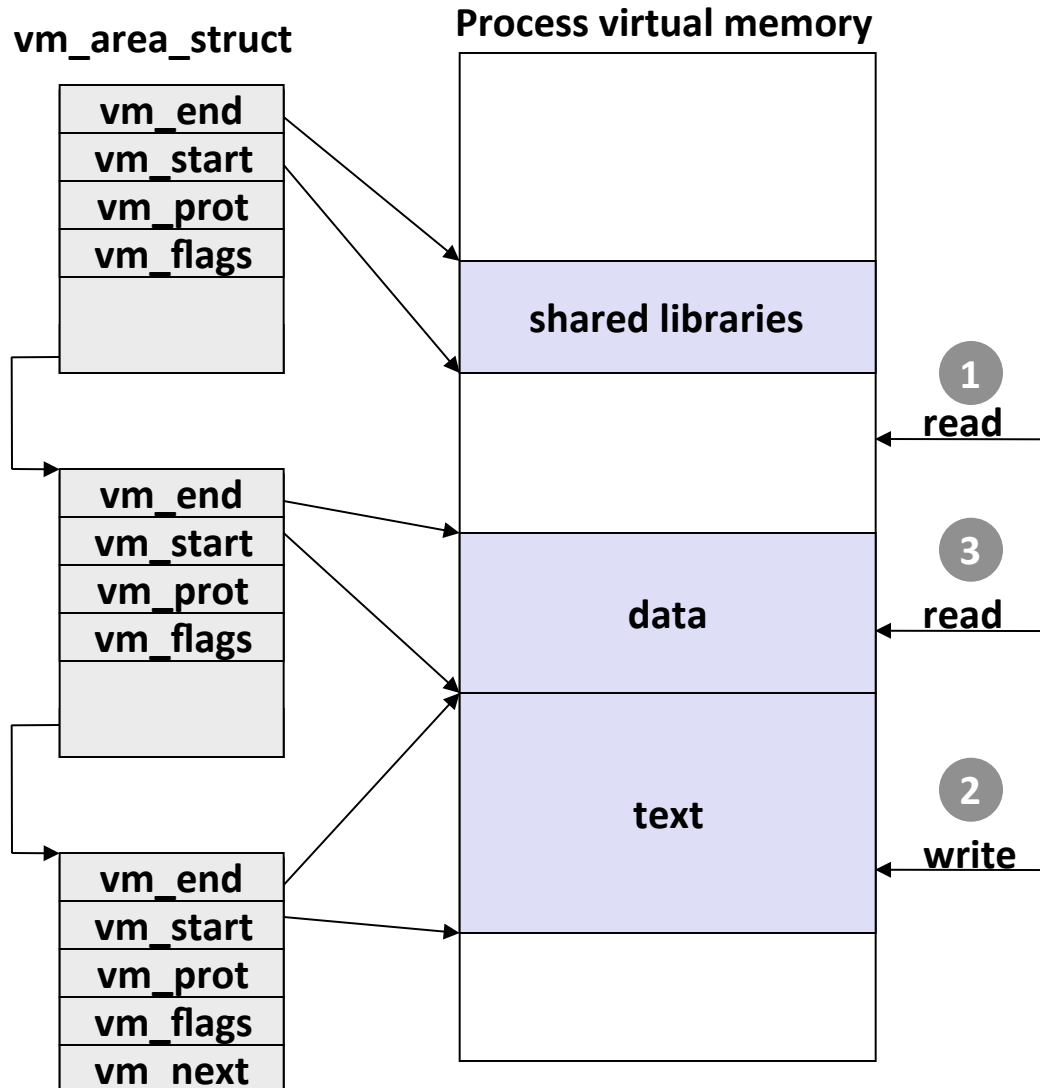 Process virtual memory
vm_area_struct
vm_end
vm_start
vm_prot
vm_flags
shared libraries
1
read
vm_end
vm_start
vm_prot
vm_flags
3
data
read
text
2
write
vm_end
vm_start
vm_prot
vm_flags
vm_next